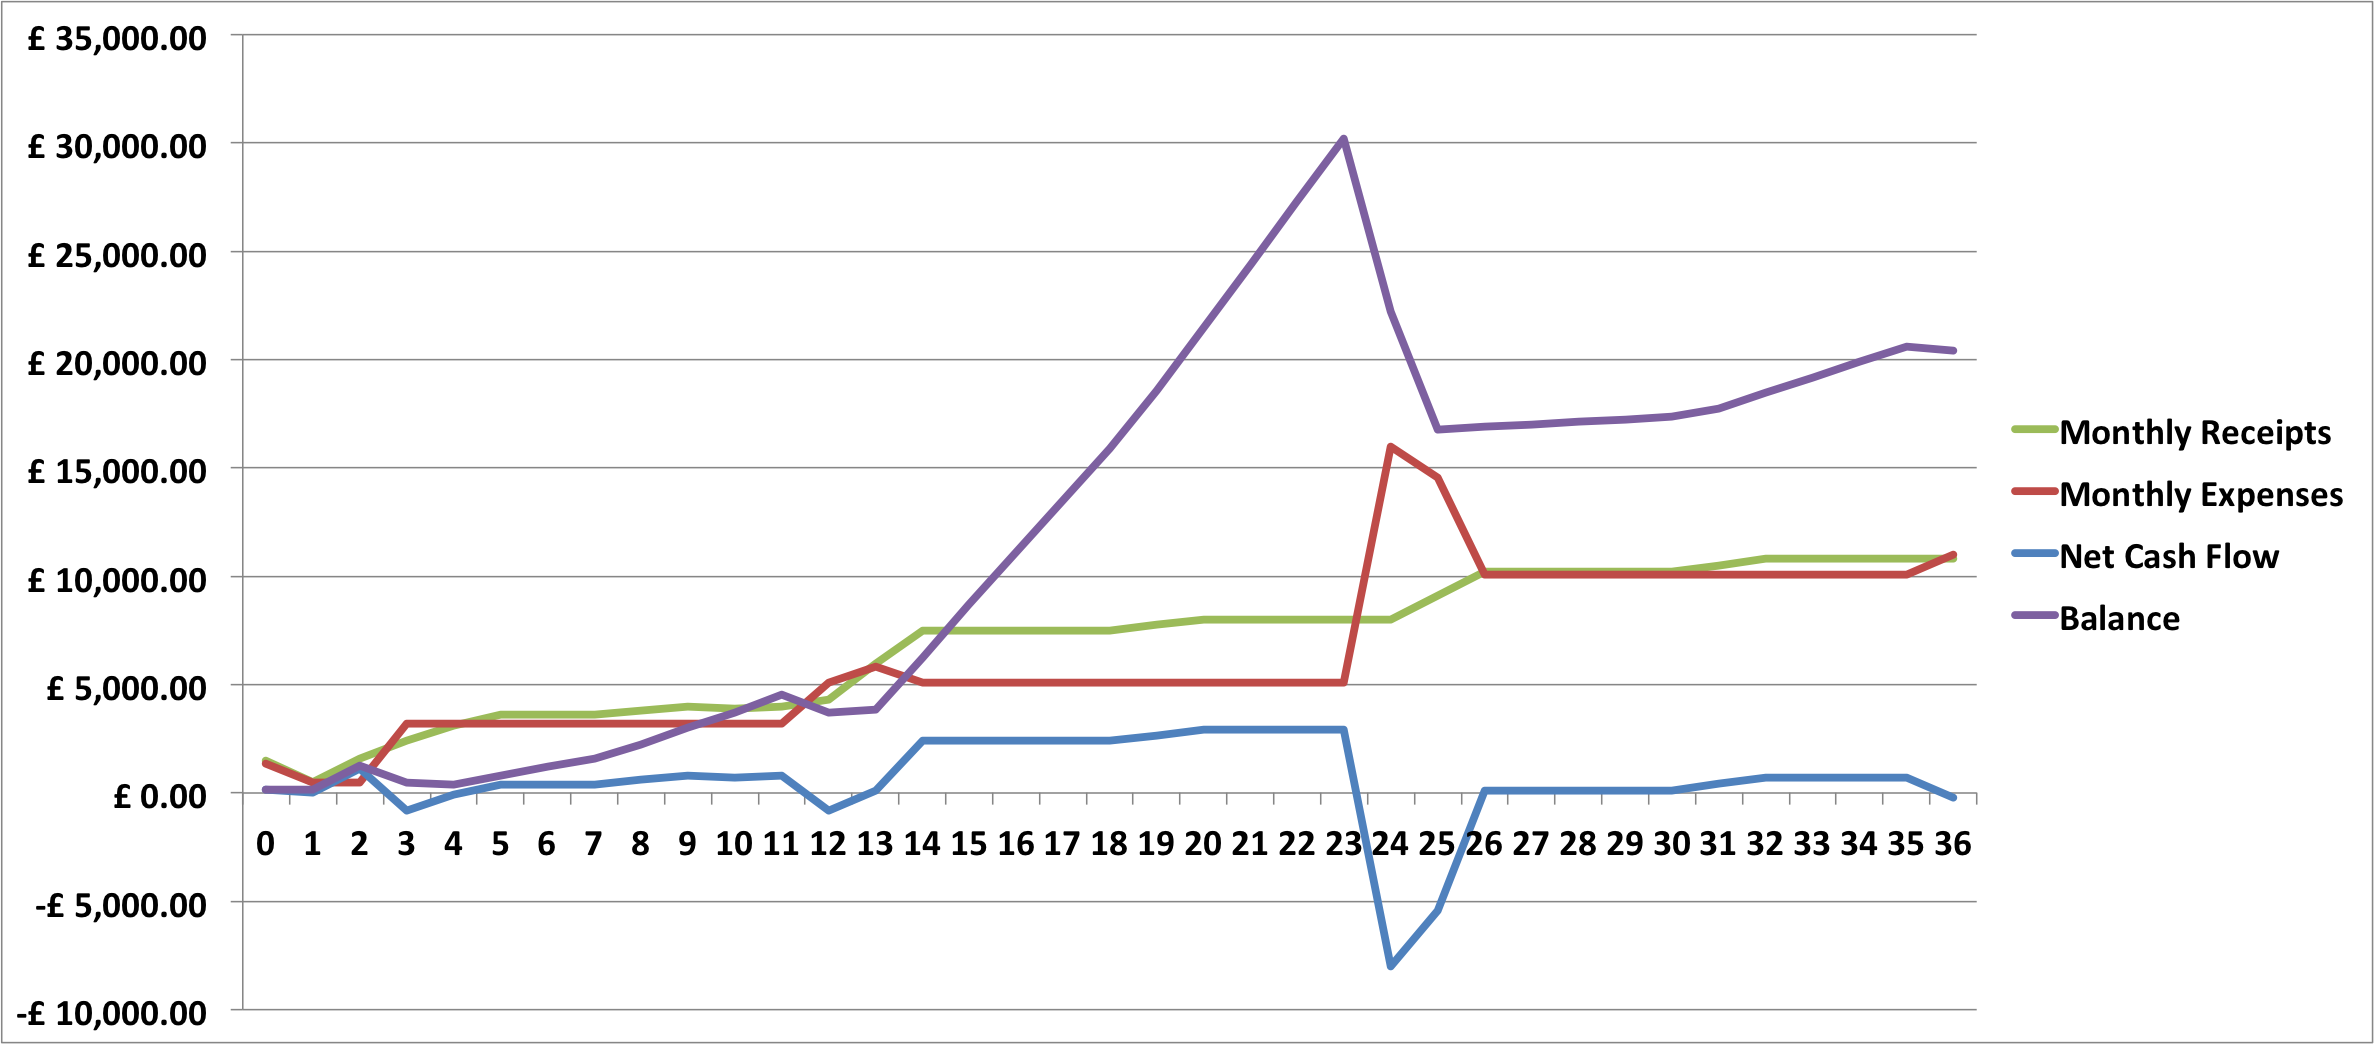 £ 35,000.00
£ 30,000.00
£ 25,000.00
£ 20,000.00
£ 15,000.00
£ 10,000.00
£ 5,000.00
£ 0.00
-£ 5,000.00
-£ 10,000.00
0 1 2 3 4 5 6 7 8 9 10 11 12 13 14 15 16 17 18 19 20 21 22 23 24 25 26 27 28 29 30 31 32 33 34 35 36
Monthly Receipts
Monthly Expenses
Net Cash Flow
Balance